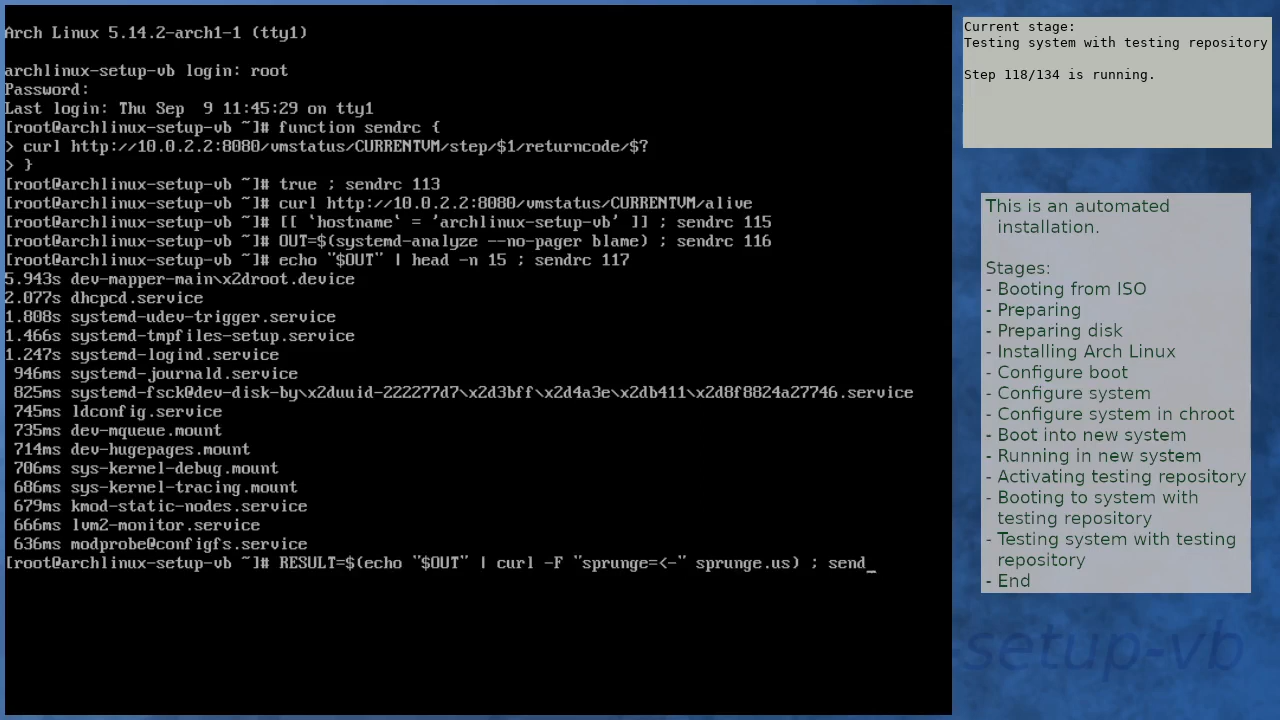 Arch Linux 5.14.2-arch1-1 (tty1)
archlinux-setup-vb login: root
Password:
Last login: Thu Sep  9 11:45:29 on tty1
[root@archlinux-setup-vb ~]# function sendrc {
> curl http://10.0.2.2:8080/vmstatus/CURRENTVM/step/$1/returncode/$?
> }
[root@archlinux-setup-vb ~]# true ; sendrc 113
[root@archlinux-setup-vb ~]# curl http://10.0.2.2:8080/vmstatus/CURRENTVM/alive
[root@archlinux-setup-vb ~]# [[ `hostname` = 'archlinux-setup-vb' ]] ; sendrc 115
[root@archlinux-setup-vb ~]# OUT=$(systemd-analyze --no-pager blame) ; sendrc 116
[root@archlinux-setup-vb ~]# echo "$OUT" | head -n 15 ; sendrc 117
5.943s dev-mapper-main\x2droot.device
2.077s dhcpcd.service
1.808s systemd-udev-trigger.service
1.466s systemd-tmpfiles-setup.service
1.247s systemd-logind.service
 946ms systemd-journald.service
 825ms systemd-fsck@dev-disk-by\x2duuid-222277d7\x2d3bff\x2d4a3e\x2db411\x2d8f8824a27746.service
 745ms ldconfig.service
 735ms dev-mqueue.mount
 714ms dev-hugepages.mount
 706ms sys-kernel-debug.mount
 686ms sys-kernel-tracing.mount
 679ms kmod-static-nodes.service
 666ms lvm2-monitor.service
 636ms modprobe@configfs.service
[root@archlinux-setup-vb ~]# RESULT=$(echo "$OUT" | curl -F "sprunge=<-" sprunge.us) ; send_
Current stage:
Testing system with testing repository
Step 118/134 is running.
This is an automated
installation.
Stages:
- Booting from ISO
- Preparing
- Preparing disk
- Installing Arch Linux
- Configure boot
- Configure system
- Configure system in chroot
- Boot into new system
- Running in new system
- Activating testing repository
- Booting to system with
testing repository
- Testing system with testing
repository
- End
-setup-vb